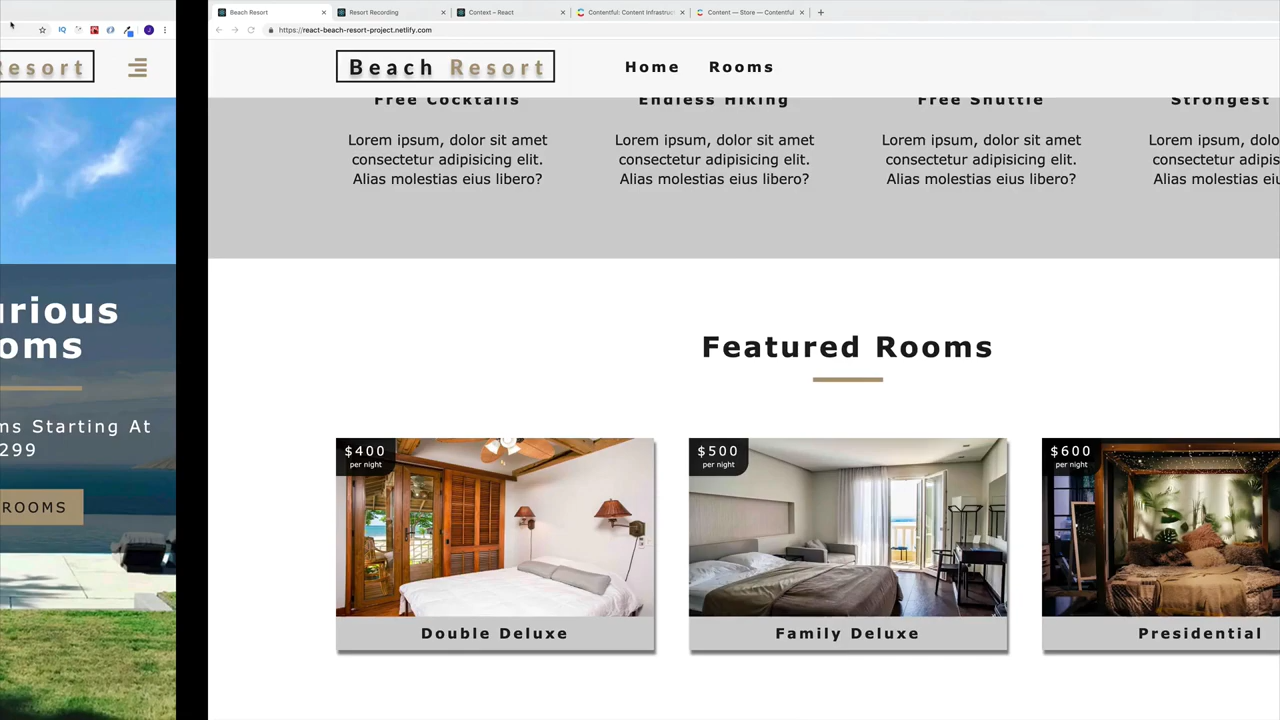 esort
urious
oms
ms Starting At
299
ROOMS
Beach Resort
Resort Recording
Context – React
Contentful: Content Infrastruc
Content — Store — Contentful
https://react-beach-resort-project.netlify.com
Beach Resort
Home
Rooms
Free Cocktails
Endless Hiking
Free Shuttle
Strongest
Lorem ipsum, dolor sit amet
consectetur adipisicing elit.
Alias molestias eius libero?
Lorem ipsum, dolor sit amet
consectetur adipisicing elit.
Alias molestias eius libero?
Lorem ipsum, dolor sit amet
consectetur adipisicing elit.
Alias molestias eius libero?
Lorem ipsum, dolo
consectetur adipis
Alias molestias eiu
Featured Rooms
$400
per night
$500
per night
$600
per night
Double Deluxe
Family Deluxe
Presidential